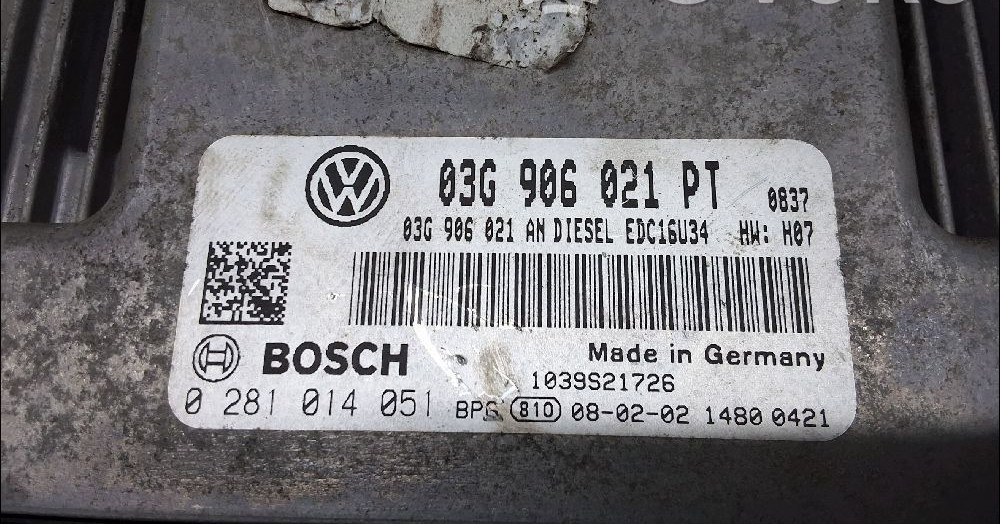 03G 906 021 PT 0837
03G 906 021 AN DIESEL EDC16U34 HW: H07
BOSCH
Made in Germany
1039S21726
0 281 014 051 BPG 810 08-02-02 1480 0421